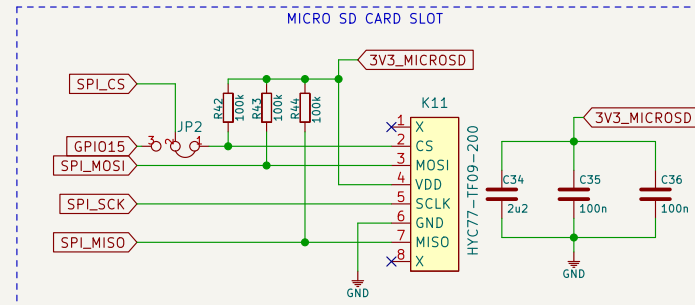 MICRO SD CARD SLOT
3V3_MICROSD
SPI_CS
R42
100k
R43
100k
R44
100k
K11
3V3_MICROSD
JP2
3
2
1
GPIO15
SPI_MOSI
SPI_SCK
SPI_MISO
1 X
2 CS
3 MOSI
4 VDD
5 SCLK
6 GND
7 MISO
8 X
HYC77-TF09-200
C34
2u2
C35
100n
C36
100n
GND
GND